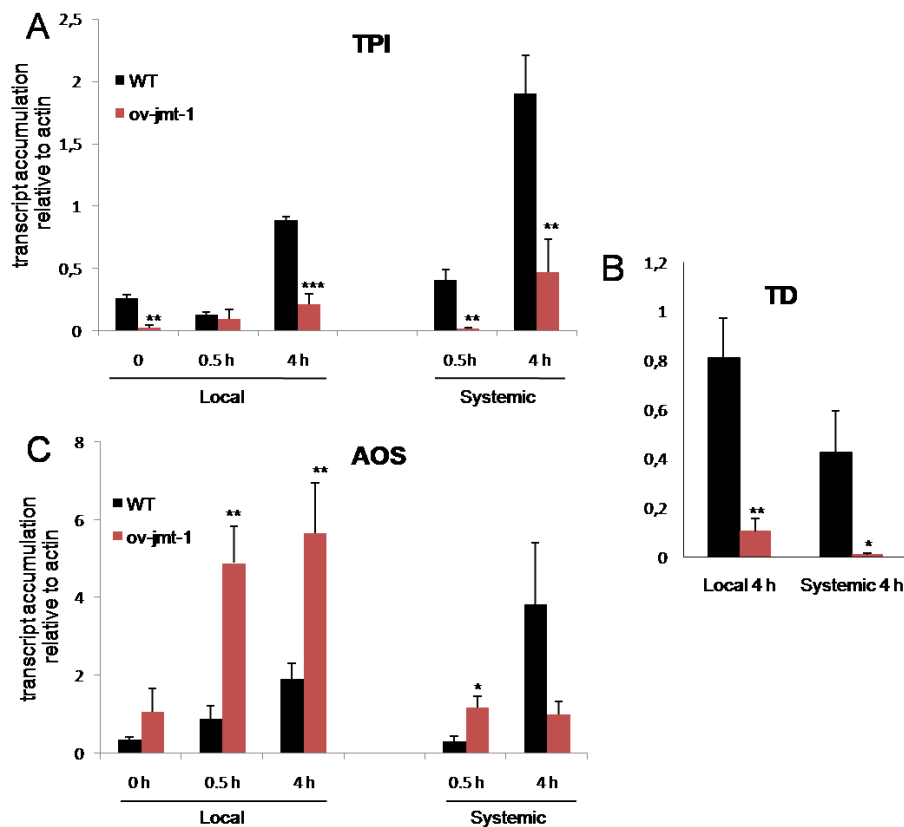 A
TPI
transcript accumulation
relative to actin
2,5
2
1,5
1
0,5
0
WT
ov-jmt-1
**
***
**
**
0 0.5 h 4 h 0.5h 4 h
Local Systemic
B
TD
1,2
1
0,8
0,6
0,4
0,2
0
**
*
Local 4 h Systemic 4 h
C
AOS
transcript accumulation
relative to actin
8
6
4
2
0
WT
ov-jmt-1
**
**
*
0 h 0.5 h 4 h 0.5 h 4 h
Local Systemic